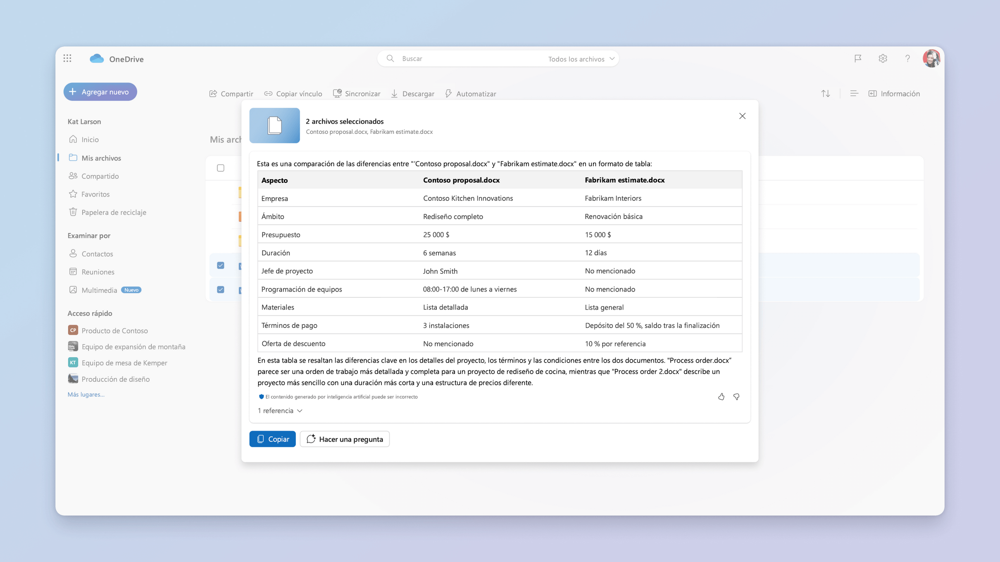 OneDrive
Buscar
Todos los archivos
Agregar nuevo
Compartir
Copiar vínculo
Sincronizar
Descargar
Automatizar
Información
Kat Larson
Inicio
Mis archivos
Compartido
Favoritos
Papelera de reciclaje
Examinar por
Contactos
Reuniones
Multimedia Nuevo
Acceso rápido
CP Producto de Contoso
Equipo de expansión de montaña
KT Equipo de mesa de Kemper
Producción de diseño
Más lugares...
Mis arch
2 archivos seleccionados
Contoso proposal.docx, Fabrikam estimate.docx
Esta es una comparación de las diferencias entre "'Contoso proposal.docx" y "Fabrikam estimate.docx" en un formato de tabla:
Aspecto Contoso proposal.docx Fabrikam estimate.docx
Empresa Contoso Kitchen Innovations Fabrikam Interiors
Ámbito Rediseño completo Renovación básica
Presupuesto 25 000 $ 15 000 $
Duración 6 semanas 12 días
Jefe de proyecto John Smith No mencionado
Programación de equipos 08:00-17:00 de lunes a viernes No mencionado
Materiales Lista detallada Lista general
Términos de pago 3 instalaciones Depósito del 50 %, saldo tras la finalización
Oferta de descuento No mencionado 10 % por referencia
En esta tabla se resaltan las diferencias clave en los detalles del proyecto, los términos y las condiciones entre los dos documentos. "Process order.docx”
parece ser una orden de trabajo más detallada y completa para un proyecto de rediseño de cocina, mientras que "Process order 2.docx" describe un
proyecto más sencillo con una duración más corta y una estructura de precios diferente.
El contenido generado por inteligencia artificial puede ser incorrecto
1 referencia
Copiar
Hacer una pregunta